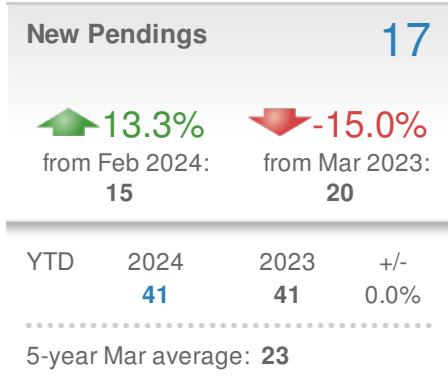 New Pendings 17
13.3% -15.0%
from Feb 2024: from Mar 2023:
15 20
YTD 2024 2023 +/-
41 41 0.0%
5-year Mar average: 23